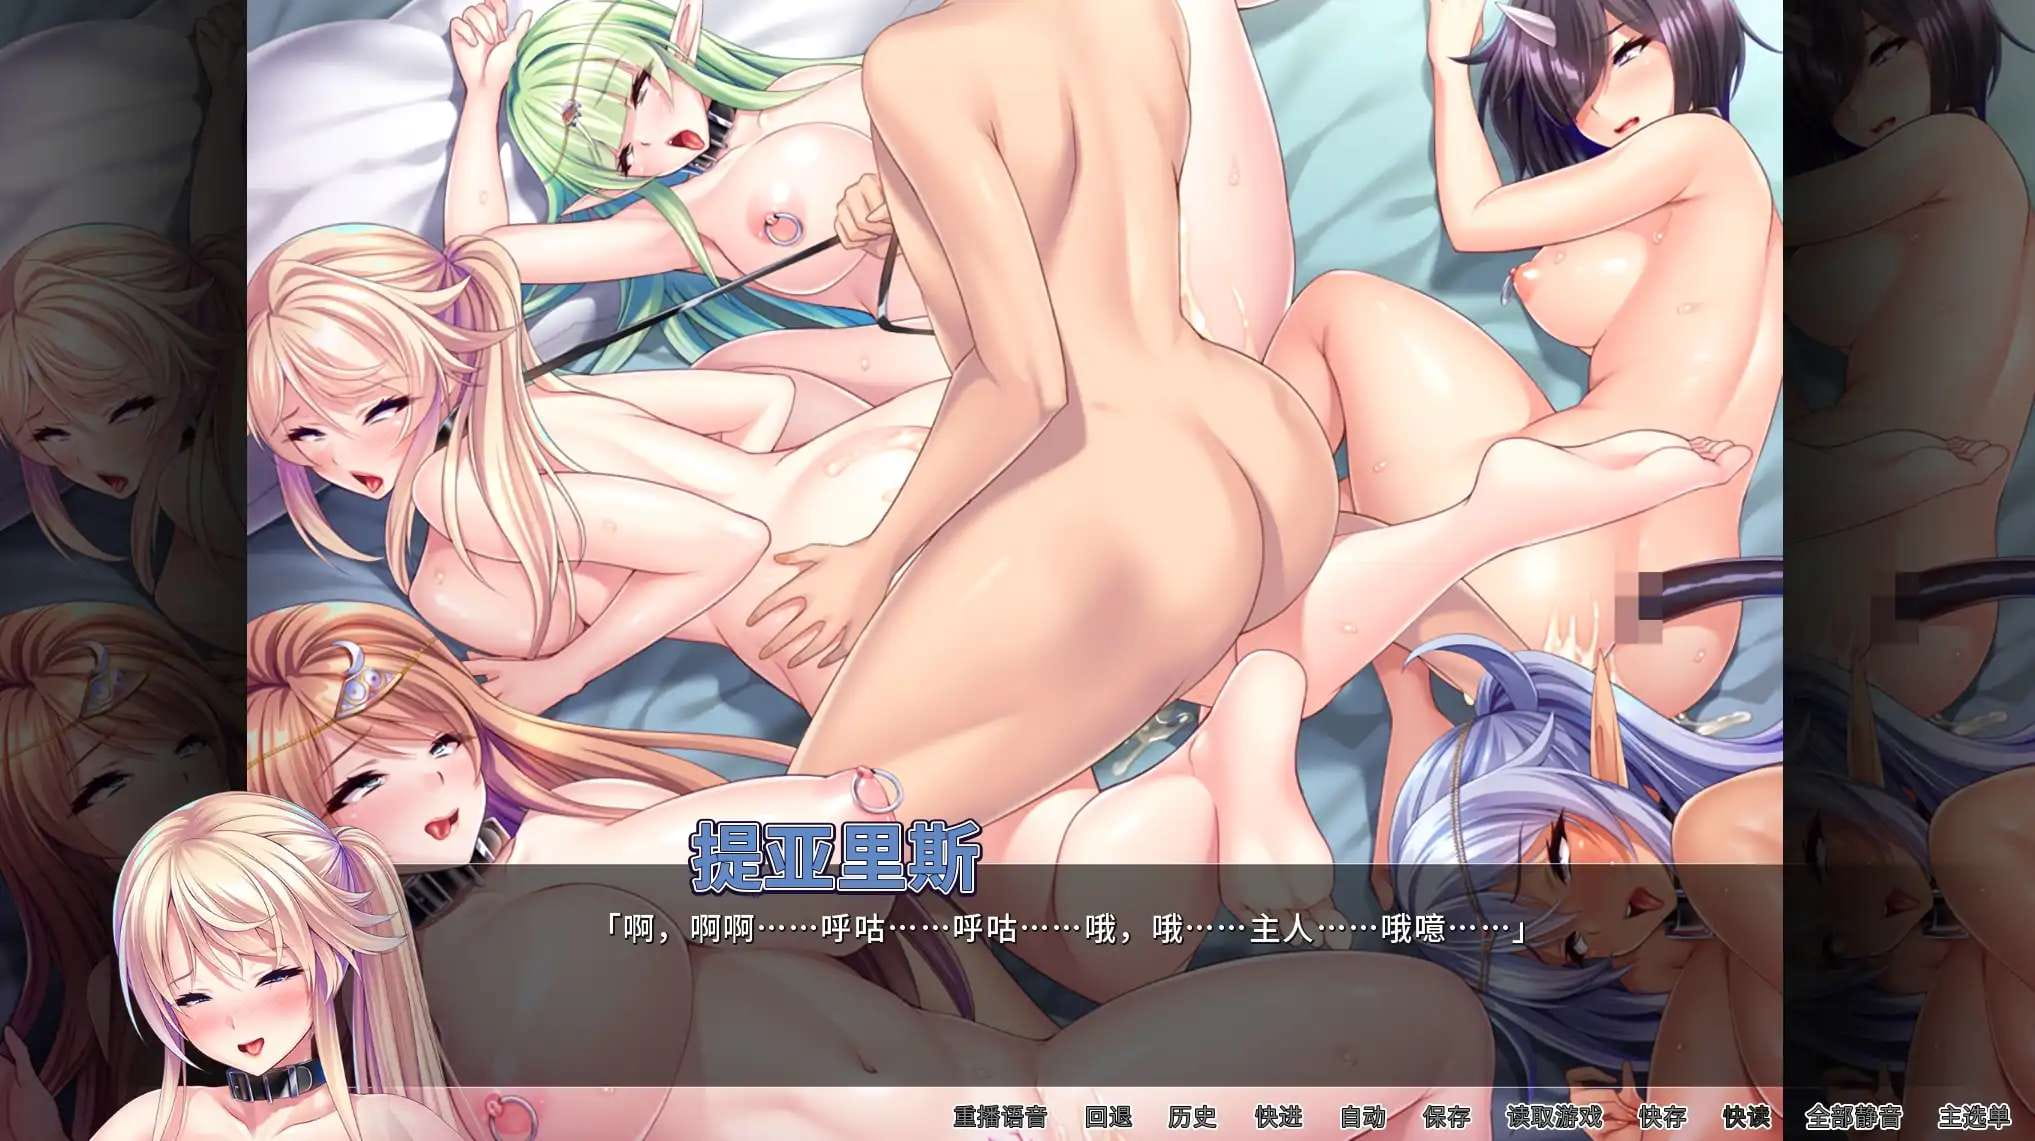 提亚里斯
「啊，啊啊……呼咕……呼咕……哦，哦……主人……哦噫……」
重播语音 回退 历史 快进 自动 保存 读取游戏 快存 快读 全部静音 主选单